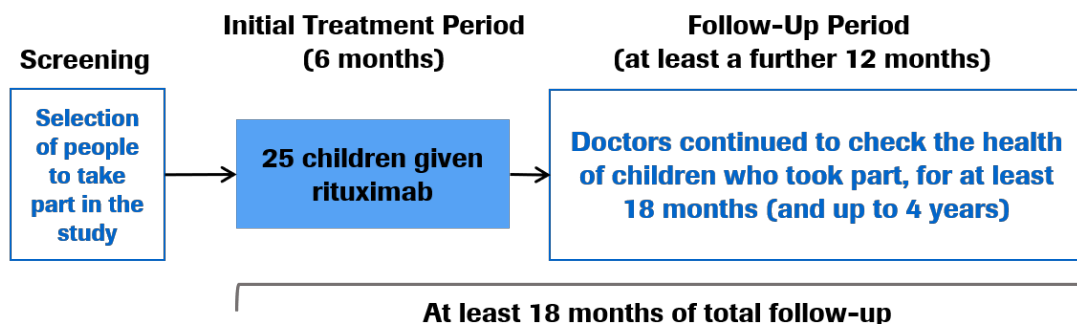 Screening
Selection
of people
to take
part in the
study
Initial Treatment Period
(6 months)
25 children given
rituximab
Follow-Up Period
(at least a further 12 months)
Doctors continued to check the health
of children who took part, for at least
18 months (and up to 4 years)
At least 18 months of total follow-up